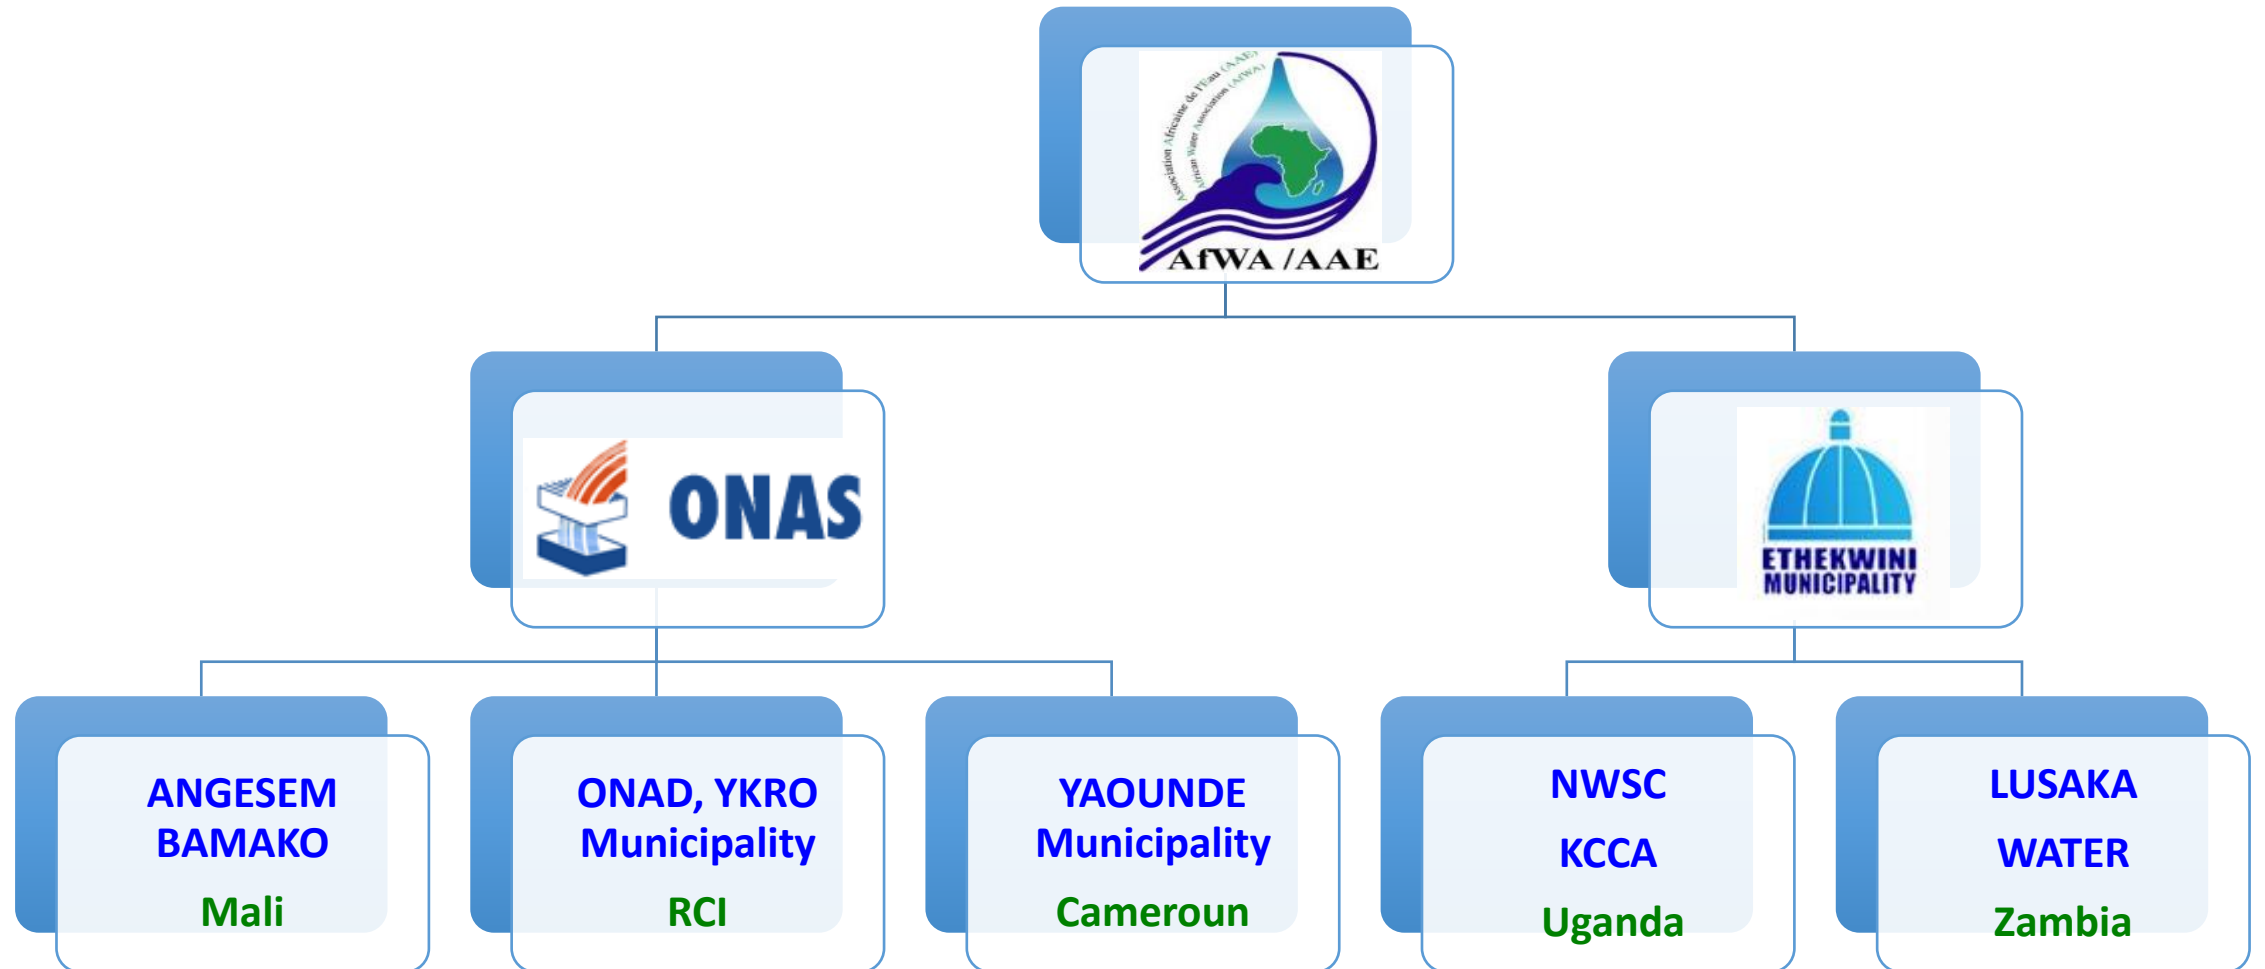 Association Africaine de l'Eau (AAE)
African Water Association (AfWA)
AfWA /AAE
ONAS
ETHEKWINI
MUNICIPALITY
ANGESEM
BAMAKO
Mali
ONAD, YKRO
Municipality
RCI
YAOUNDE
Municipality
Cameroun
NWSC
KCCA
Uganda
LUSAKA
WATER
Zambia